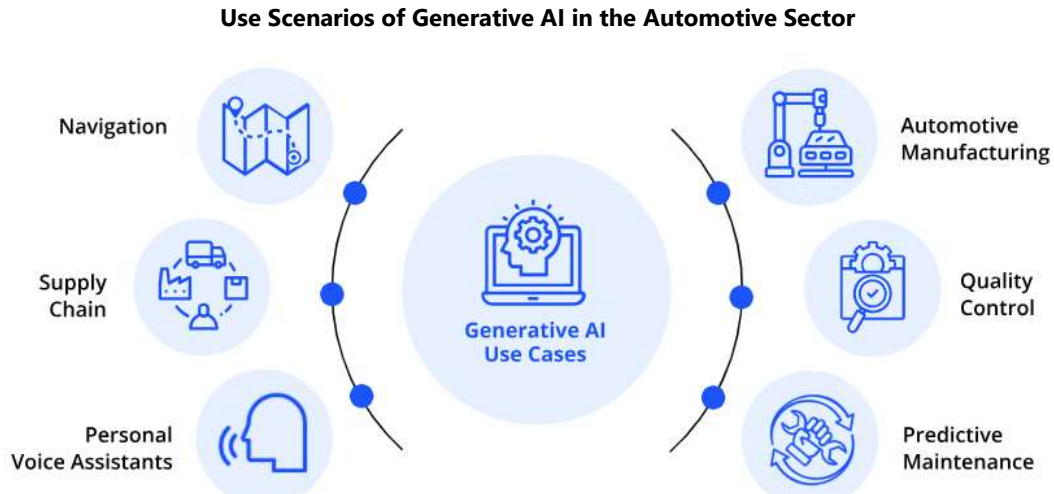 Use Scenarios of Generative AI in the Automotive Sector
Navigation
Supply
Chain
Personal
Voice Assistants
Generative AI
Use Cases
Automotive
Manufacturing
Quality
Control
Predictive
Maintenance